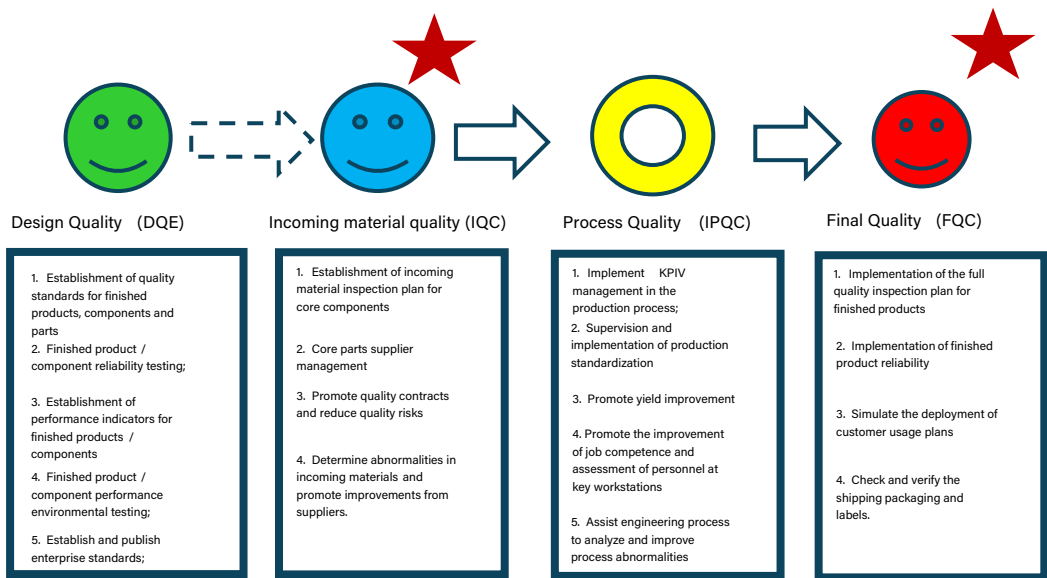 Design Quality (DQE)
1. Establishment of quality
standards for finished
products, components and
parts
2. Finished product /
component reliability testing;
3. Establishment of
performance indicators for
finished products /
components
4. Finished product /
component performance
environmental testing;
5. Establish and publish
enterprise standards;
Incoming material quality (IQC)
1. Establishment of incoming
material inspection plan for
core components
2. Core parts supplier
management
3. Promote quality contracts
and reduce quality risks
4. Determine abnormalities in
incoming materials and
promote improvements from
suppliers.
Process Quality (IPQC)
1. Implement KPIV
management in the
production process;
2. Supervision and
implementation of production
standardization
3. Promote yield improvement
4. Promote the improvement
of job competence and
assessment of personnel at
key workstations
5. Assist engineering process
to analyze and improve
process abnormalities
Final Quality (FQC)
1. Implementation of the full
quality inspection plan for
finished products
2. Implementation of finished
product reliability
3. Simulate the deployment of
customer usage plans
4. Check and verify the
shipping packaging and
labels.